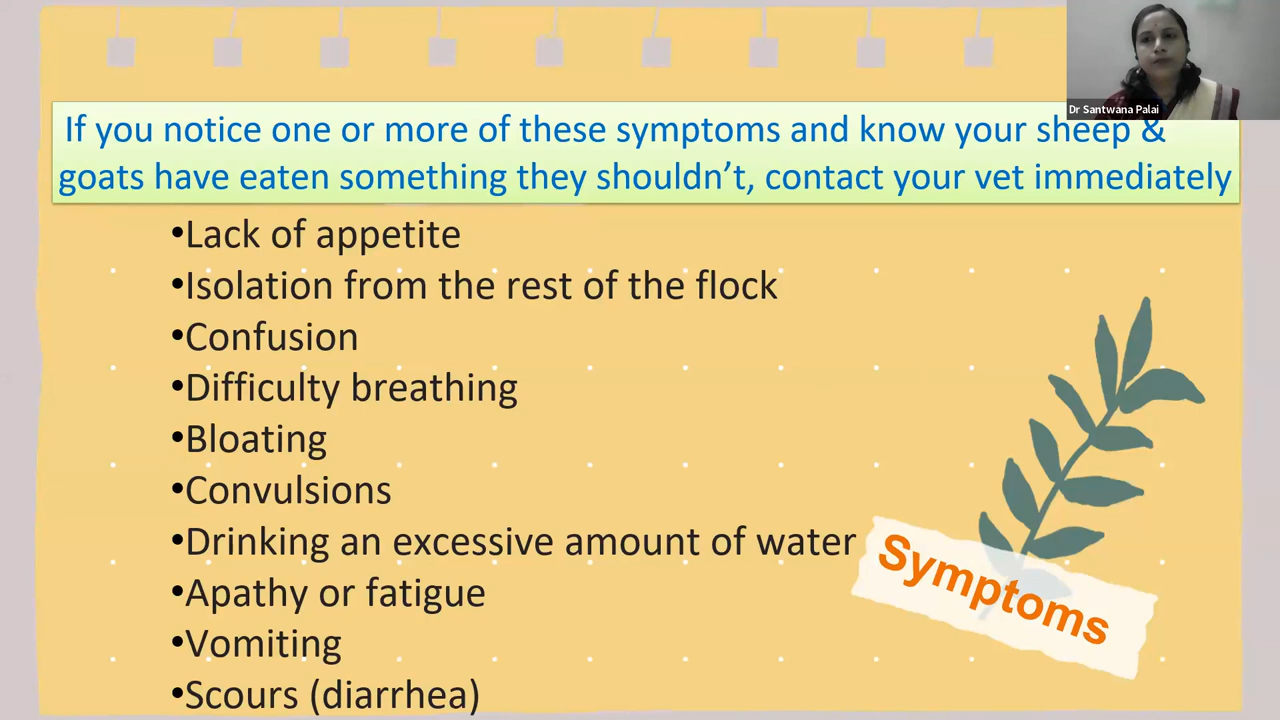 Dr Santwana Palai
If you notice one or more of these symptoms and know your sheep &
goats have eaten something they shouldn’t, contact your vet immediately
•Lack of appetite
•Isolation from the rest of the flock
•Confusion
•Difficulty breathing
•Bloating
•Convulsions
•Drinking an excessive amount of water
•Apathy or fatigue
•Vomiting
•Scours (diarrhea)
Symptoms